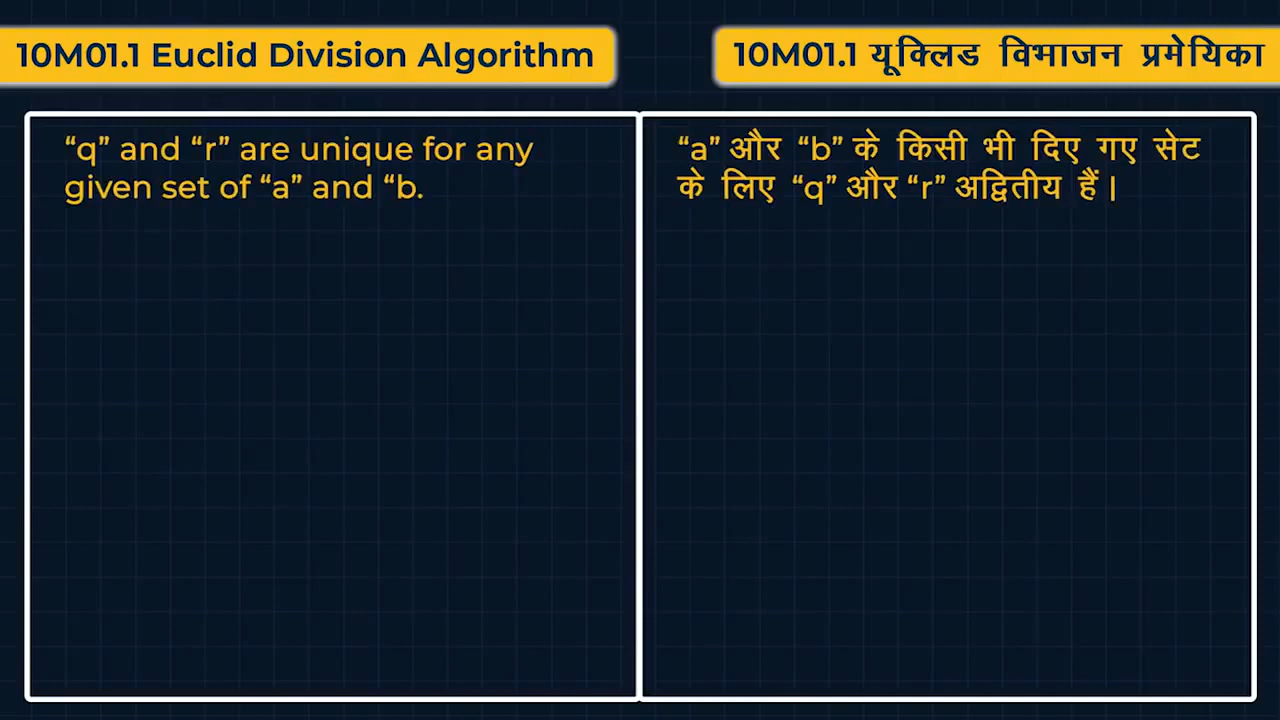 10M01.1 Euclid Division Algorithm
10M01.1 यूक्लिड विभाजन प्रमेयिका
“q” and “r” are unique for any
given set of “a” and “b.
“a” और “b” के किसी भी दिए गए सेट
के लिए “q” और “r” अद्वितीय हैं।